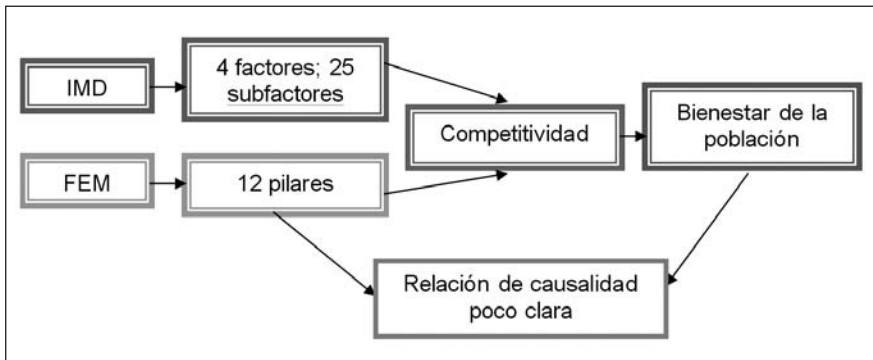 IMD
4 factores; 25
subfactores
Competitividad
Bienestar de la
población
FEM
12 pilares
Relación de causalidad
poco clara